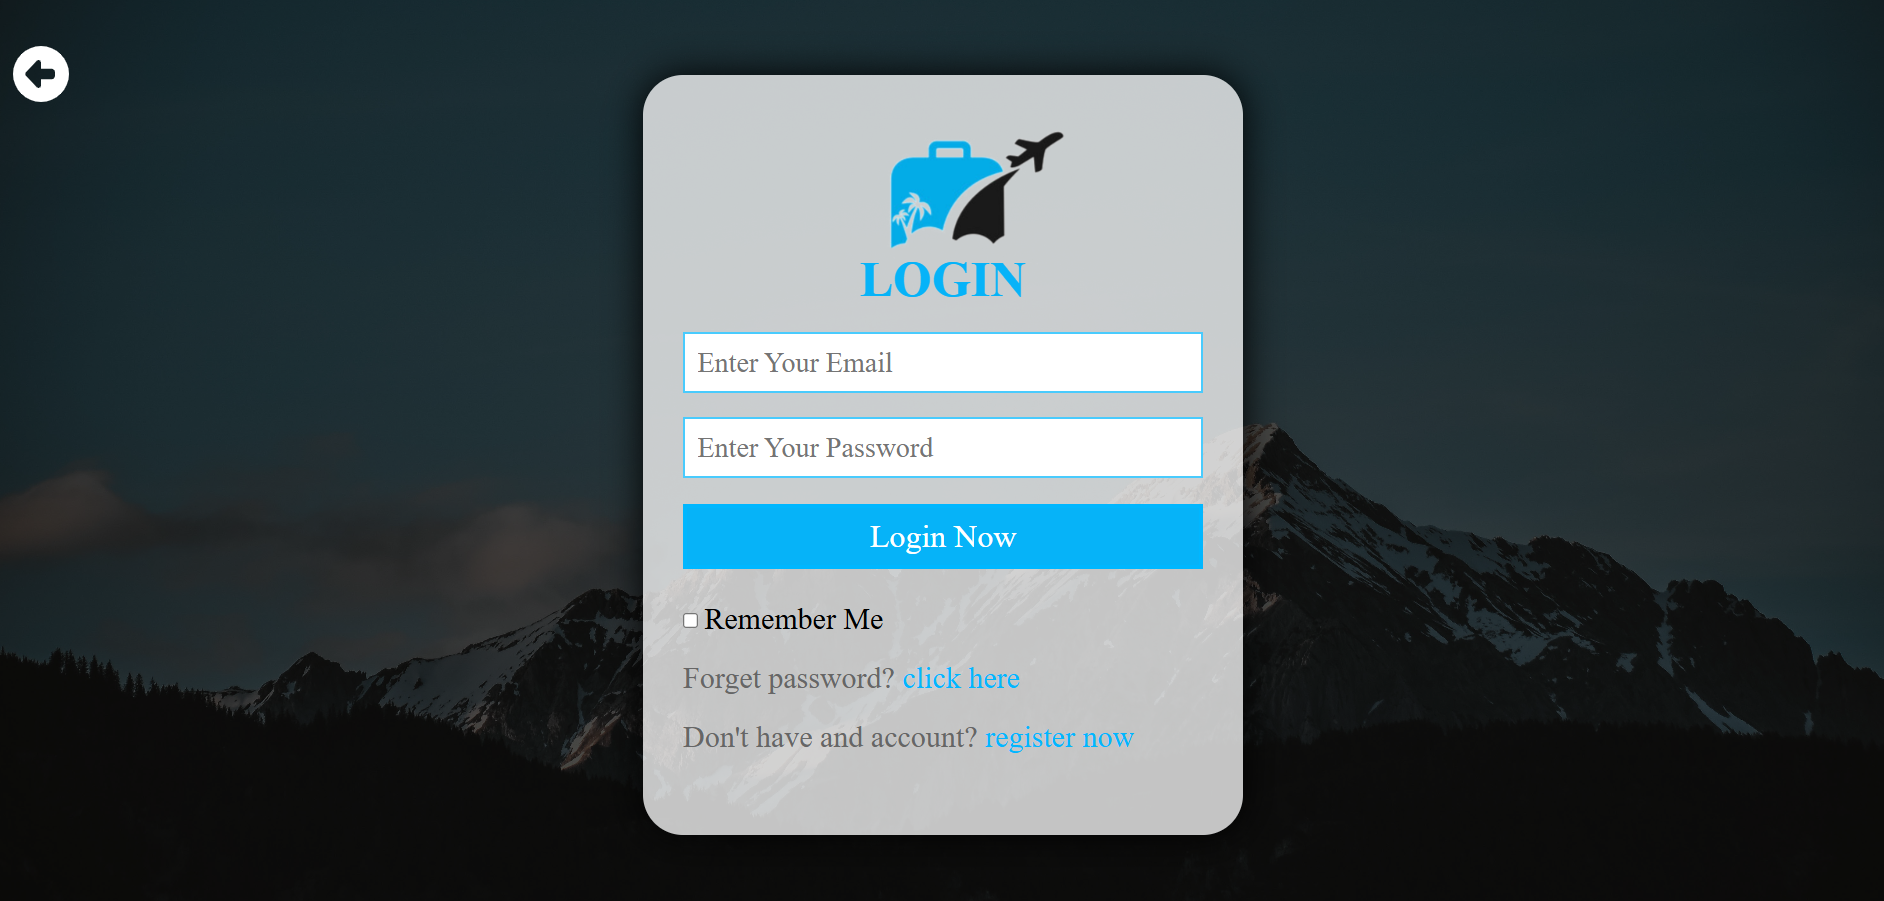 LOGIN
Enter Your Email
Enter Your Password
Login Now
Remember Me
Forget password? click here
Don't have and account? register now